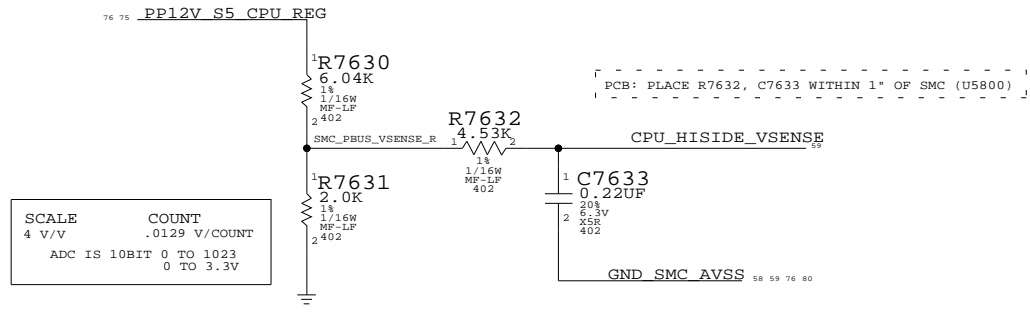 76 75 PP12V_S5_CPU_REG
1
R7630
6.04K
1%
1/16W
MF-LF
2 402
PCB: PLACE R7632, C7633 WITHIN 1" OF SMC (U5800)
R7632
SMC_PBUS_VSENSE_R 1 4.53K 2
1%
1/16W
MF-LF
402
CPU_HISIDE_VSENSE 59
1
R7631
2.0K
1%
1/16W
MF-LF
2 402
1 C7633
0.22UF
20%
2 6.3V
X5R
402
SCALE COUNT
4 V/V .0129 V/COUNT
ADC IS 10BIT 0 TO 1023
0 TO 3.3V
GND_SMC_AVSS 58 59 76 80